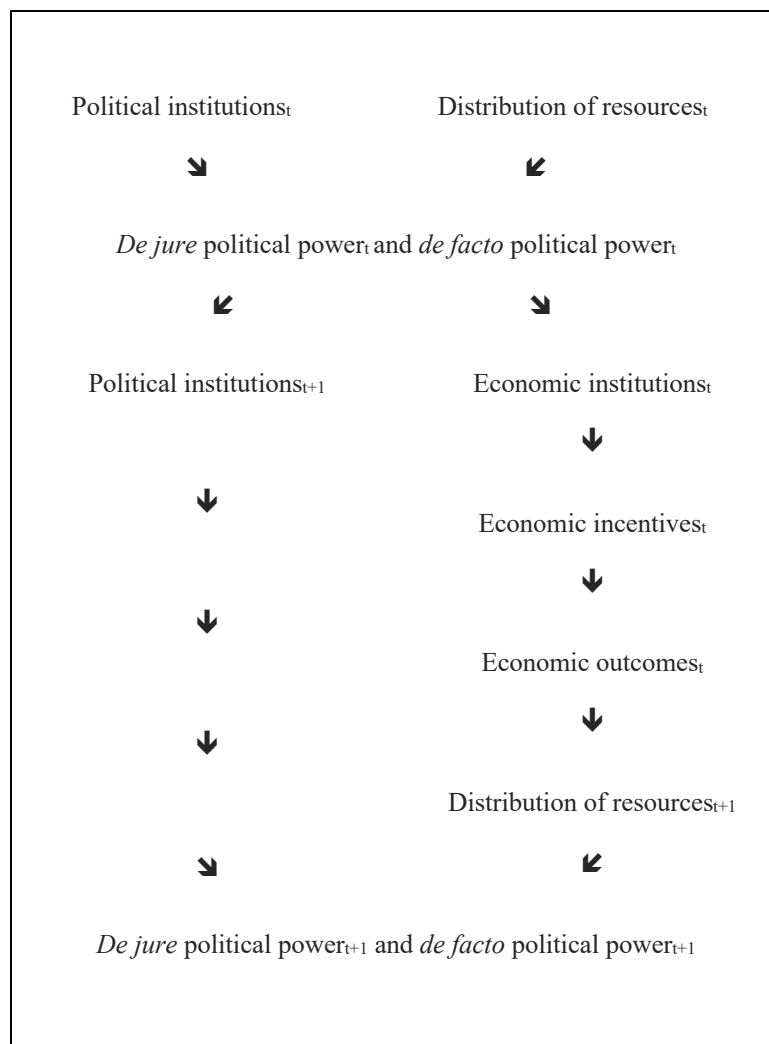 Political institutionsₜ Distribution of resourcesₜ
De jure political powerₜ and de facto political powerₜ
Political institutionsₜ₊₁ Economic institutionsₜ
Economic incentivesₜ
Economic outcomesₜ
Distribution of resourcesₜ₊₁
De jure political powerₜ₊₁ and de facto political powerₜ₊₁